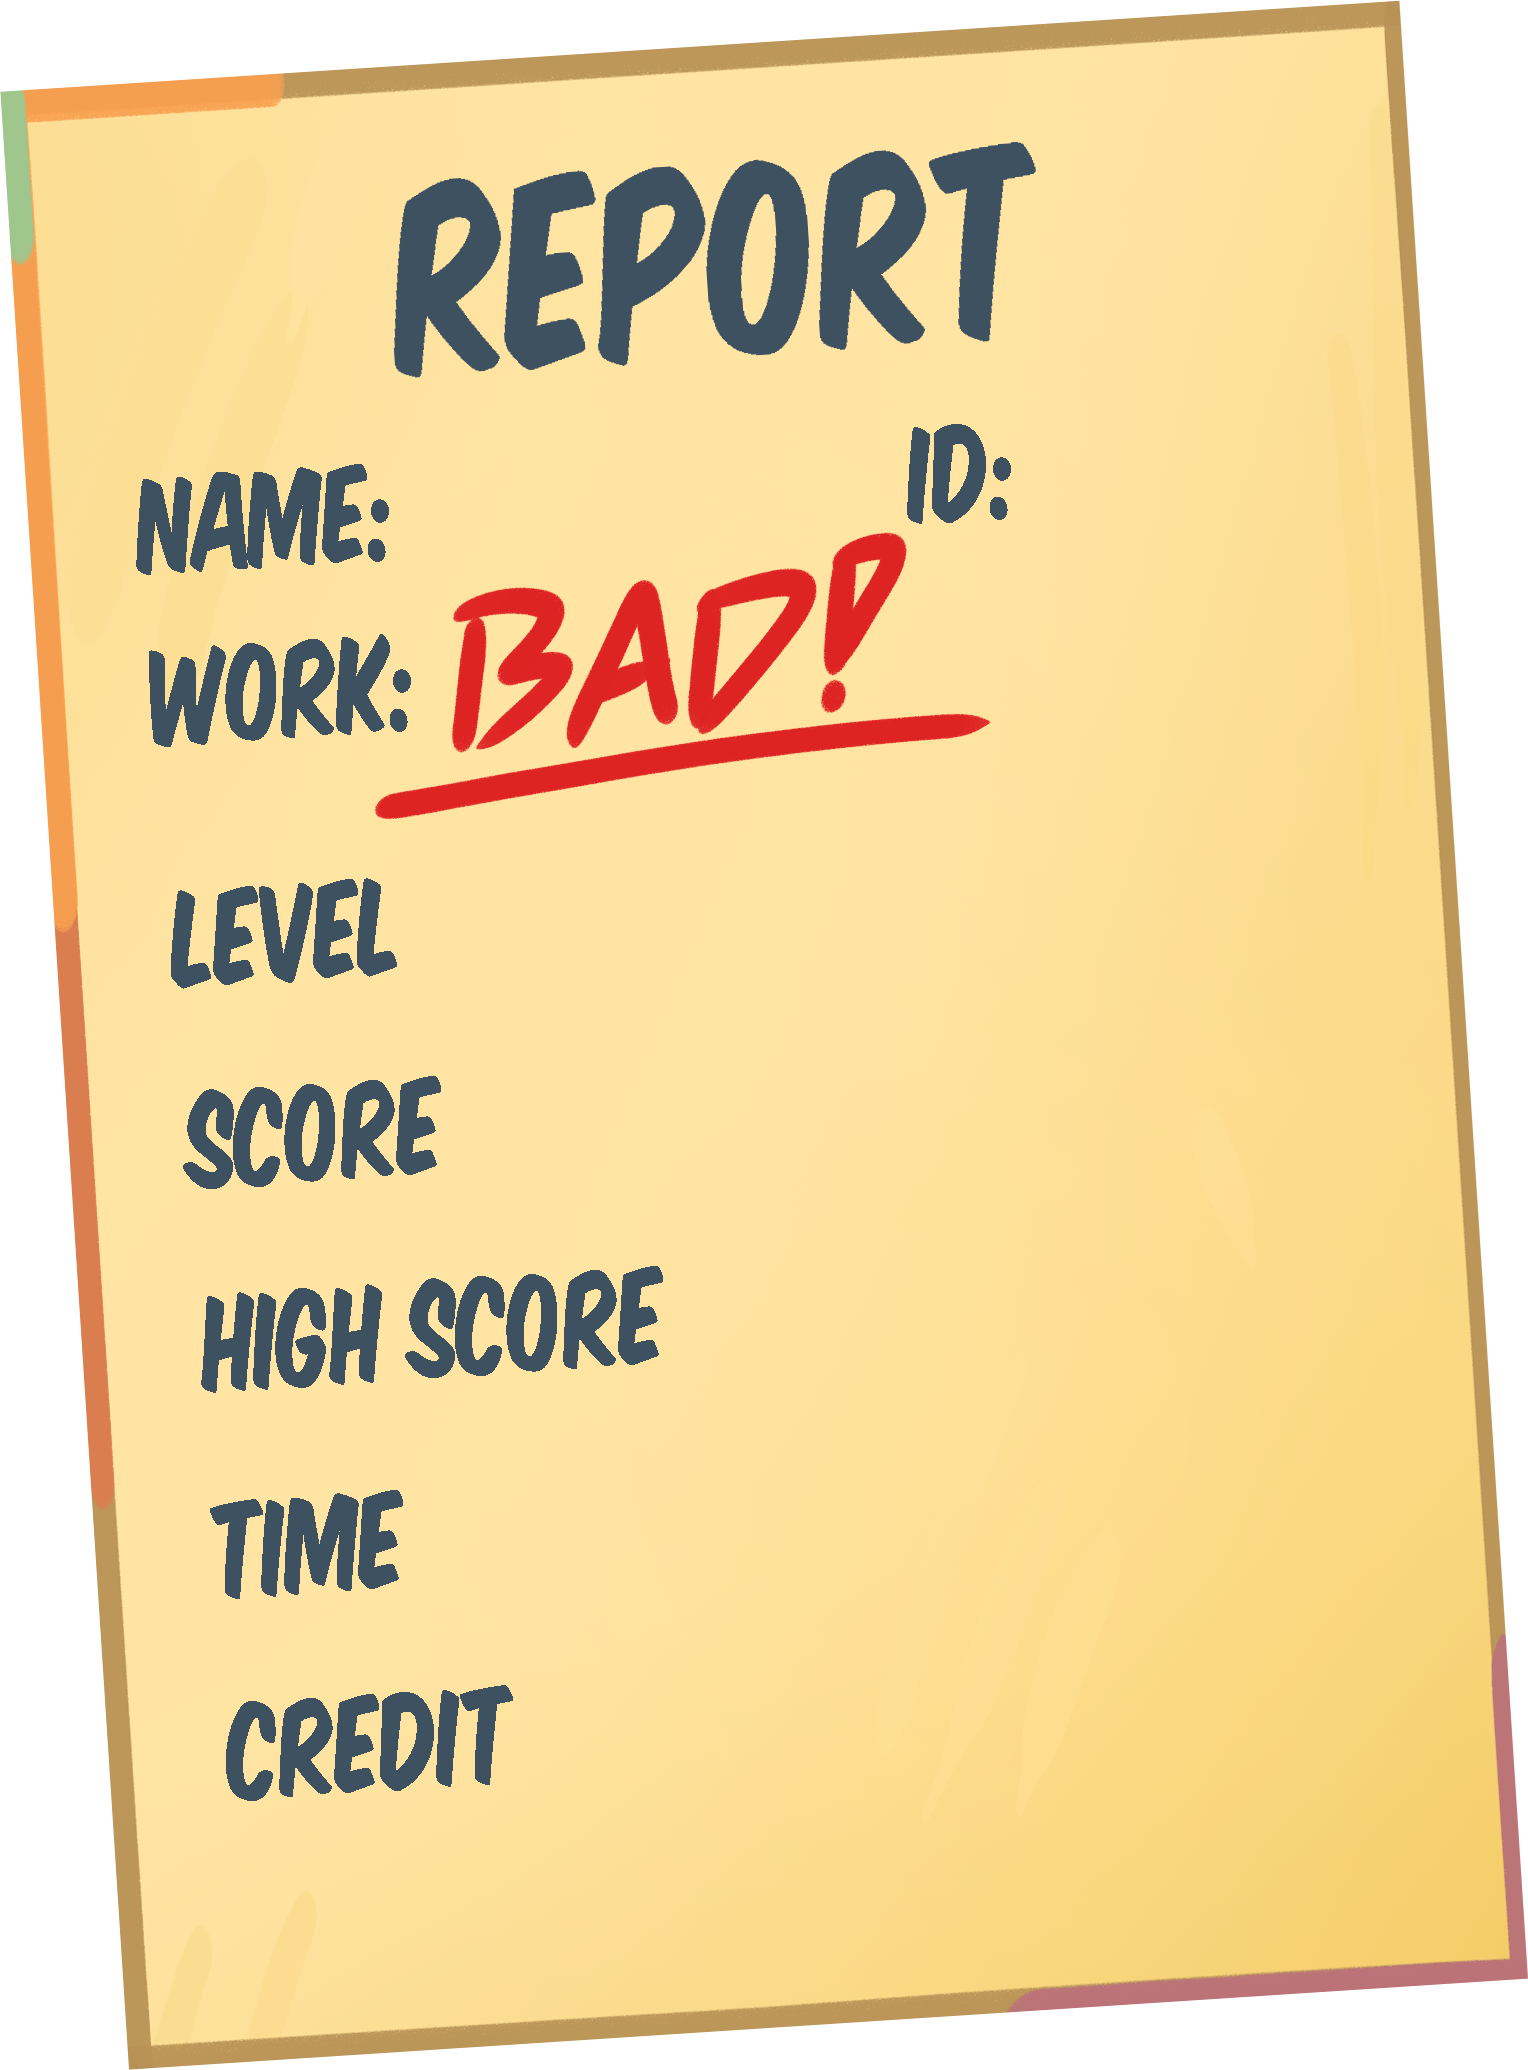 REPORT
NAME: ID:
WORK: BAD!
LEVEL
SCORE
HIGH SCORE
TIME
CREDIT